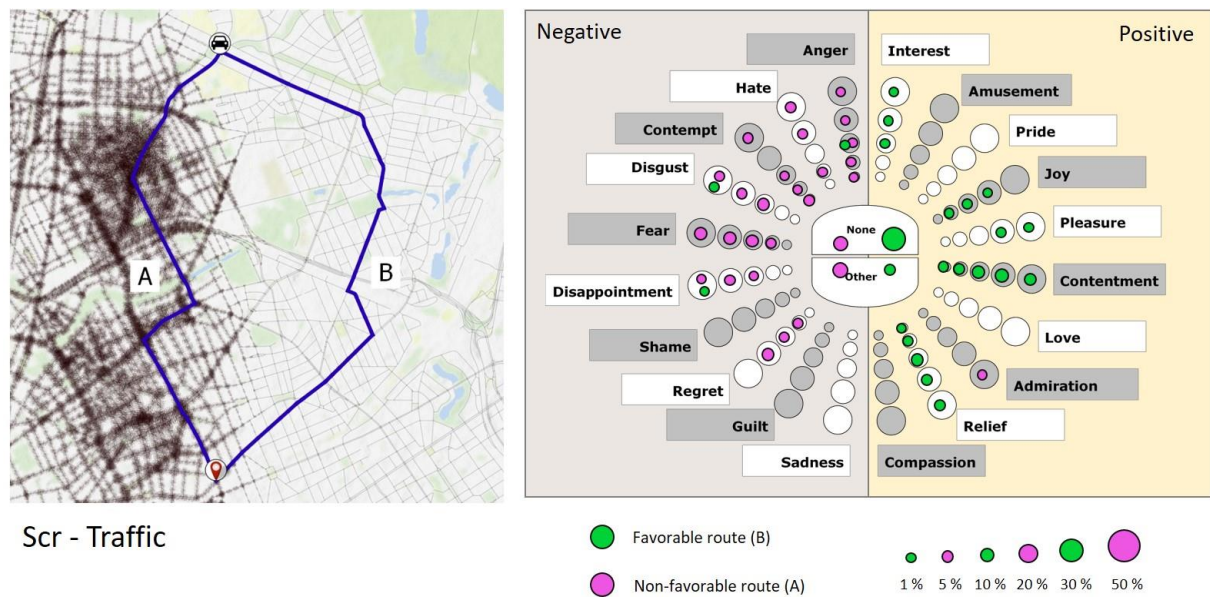 A
B
Scr - Traffic
Negative
Positive
Anger
Interest
Hate
Amusement
Contempt
Pride
Disgust
Joy
Fear
None
Pleasure
Other
Contentment
Disappointment
Love
Shame
Admiration
Regret
Relief
Guilt
Compassion
Sadness
Favorable route (B)
Non-favorable route (A)
1 % 5 % 10 % 20 % 30 % 50 %